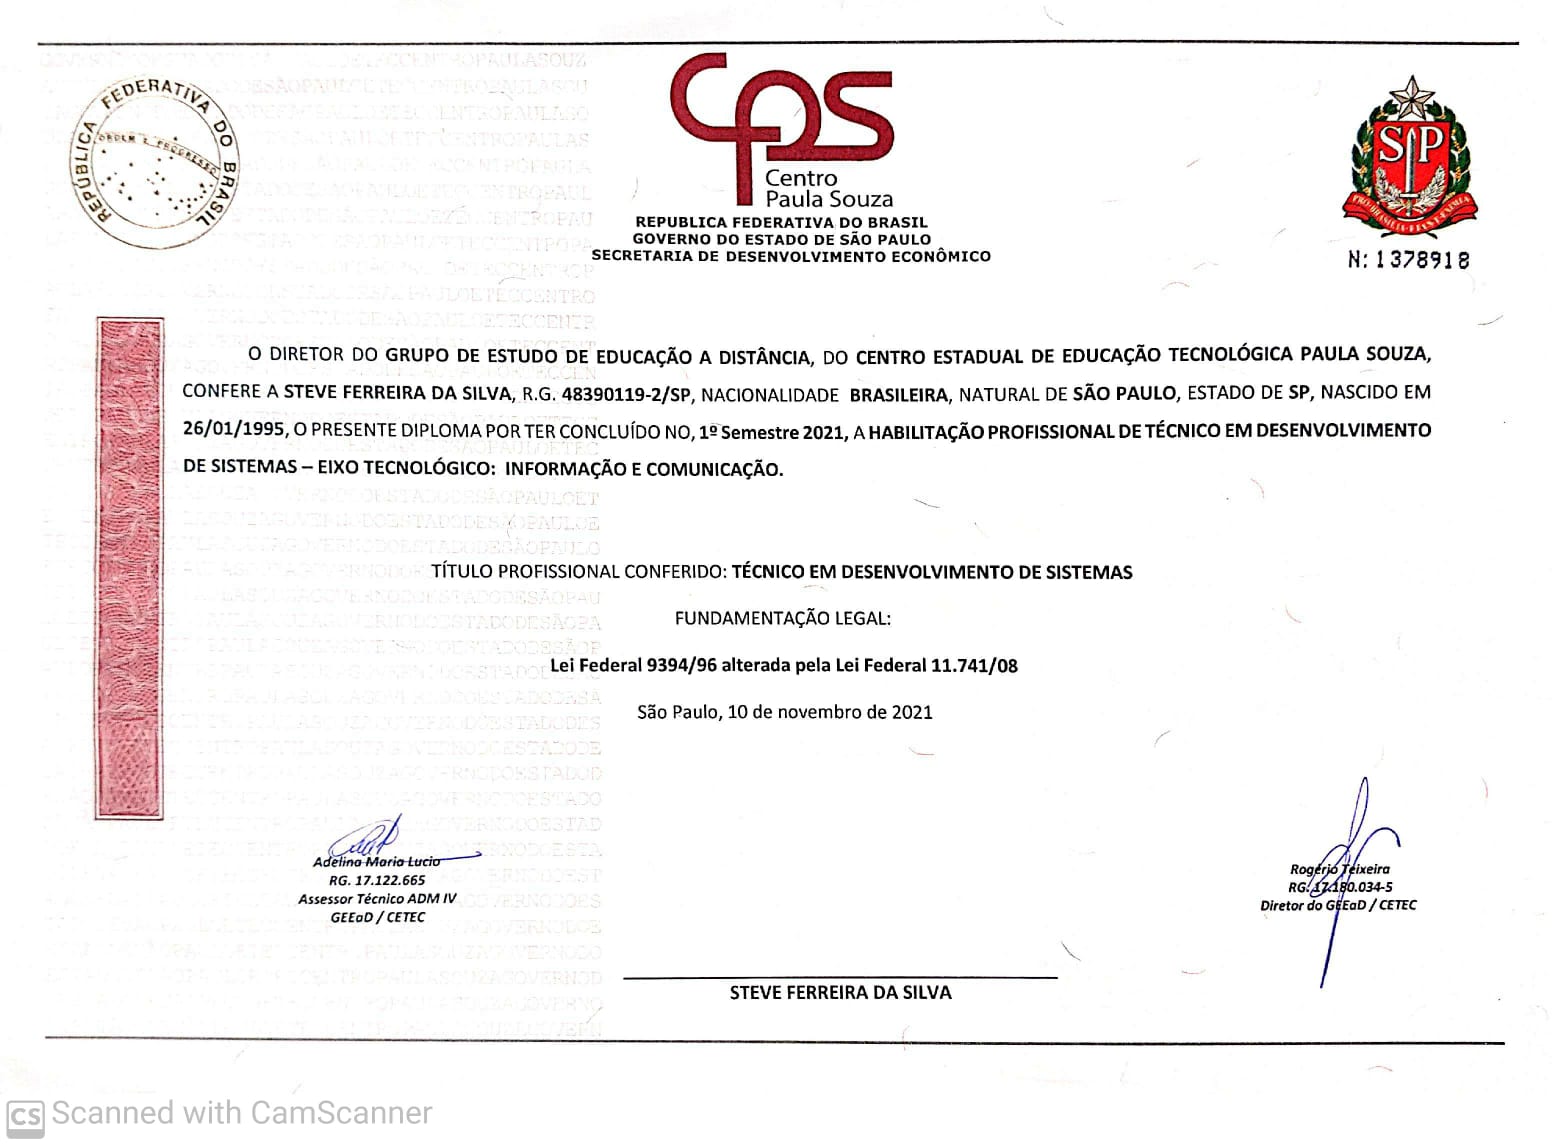 REPÚBLICA FEDERATIVA DO BRASIL
ORDEM E PROGRESSO
cps
Centro
Paula Souza
REPUBLICA FEDERATIVA DO BRASIL
GOVERNO DO ESTADO DE SÃO PAULO
SECRETARIA DE DESENVOLVIMENTO ECONÔMICO
SP
N: 1378918
O DIRETOR DO GRUPO DE ESTUDO DE EDUCAÇÃO A DISTÂNCIA, DO CENTRO ESTADUAL DE EDUCAÇÃO TECNOLÓGICA PAULA SOUZA,
CONFERE A STEVE FERREIRA DA SILVA, R.G. 48390119-2/SP, NACIONALIDADE BRASILEIRA, NATURAL DE SÃO PAULO, ESTADO DE SP, NASCIDO EM
26/01/1995, O PRESENTE DIPLOMA POR TER CONCLUÍDO NO, 1º Semestre 2021, A HABILITAÇÃO PROFISSIONAL DE TÉCNICO EM DESENVOLVIMENTO
DE SISTEMAS – EIXO TECNOLÓGICO: INFORMAÇÃO E COMUNICAÇÃO.
TÍTULO PROFISSIONAL CONFERIDO: TÉCNICO EM DESENVOLVIMENTO DE SISTEMAS
FUNDAMENTAÇÃO LEGAL:
Lei Federal 9394/96 alterada pela Lei Federal 11.741/08
São Paulo, 10 de novembro de 2021
Adelina Maria Lucio
RG. 17.122.665
Assessor Técnico ADM IV
GEEaD / CETEC
Rogério Teixeira
RG. 17.180.034-5
Diretor do GEEaD / CETEC
STEVE FERREIRA DA SILVA
CS Scanned with CamScanner